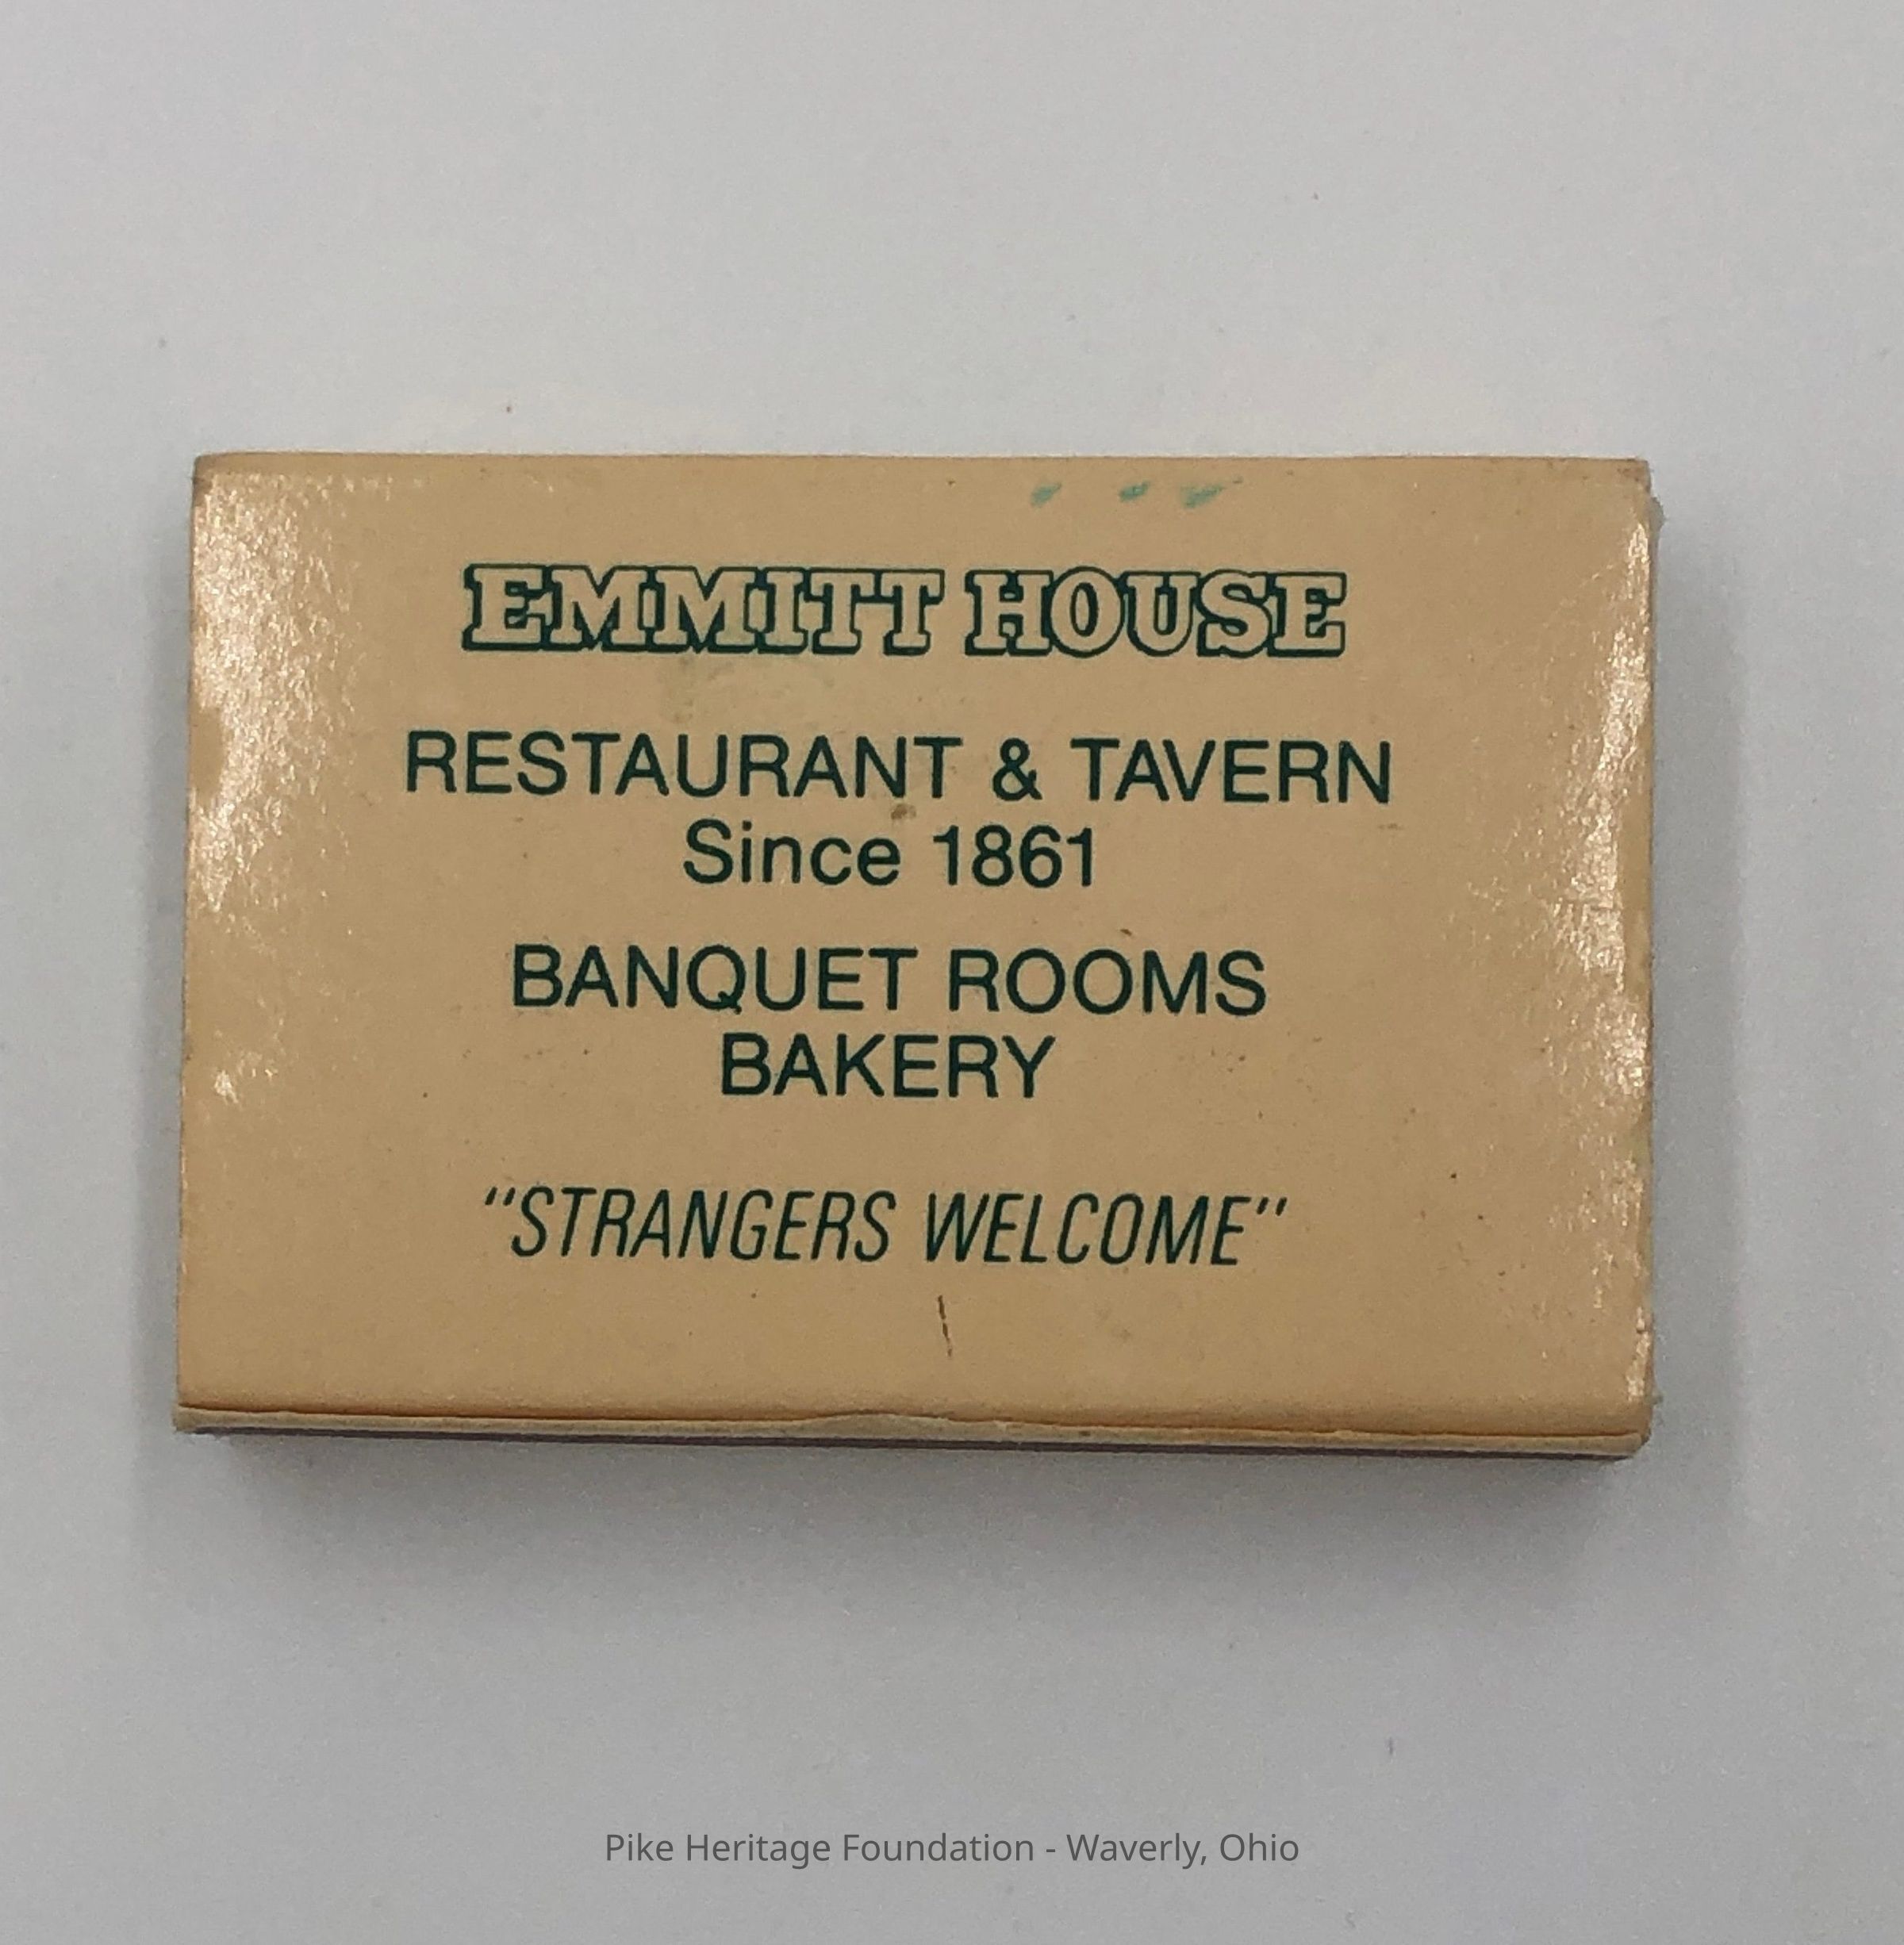 EMMITT HOUSE
RESTAURANT & TAVERN
Since 1861
BANQUET ROOMS
BAKERY
"STRANGERS WELCOME"
Pike Heritage Foundation - Waverly, Ohio